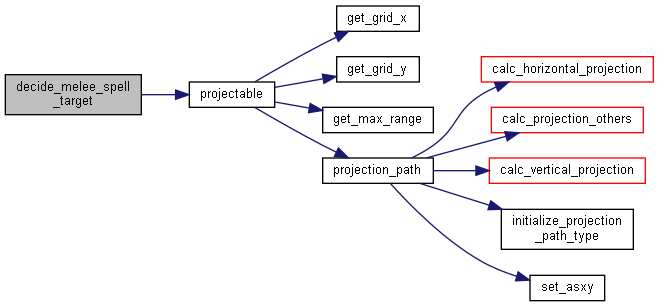 decide_melee_spell
_target
projectable
get_grid_x
get_grid_y
get_max_range
projection_path
calc_horizontal_projection
calc_projection_others
calc_vertical_projection
initialize_projection
_path_type
set_asxy